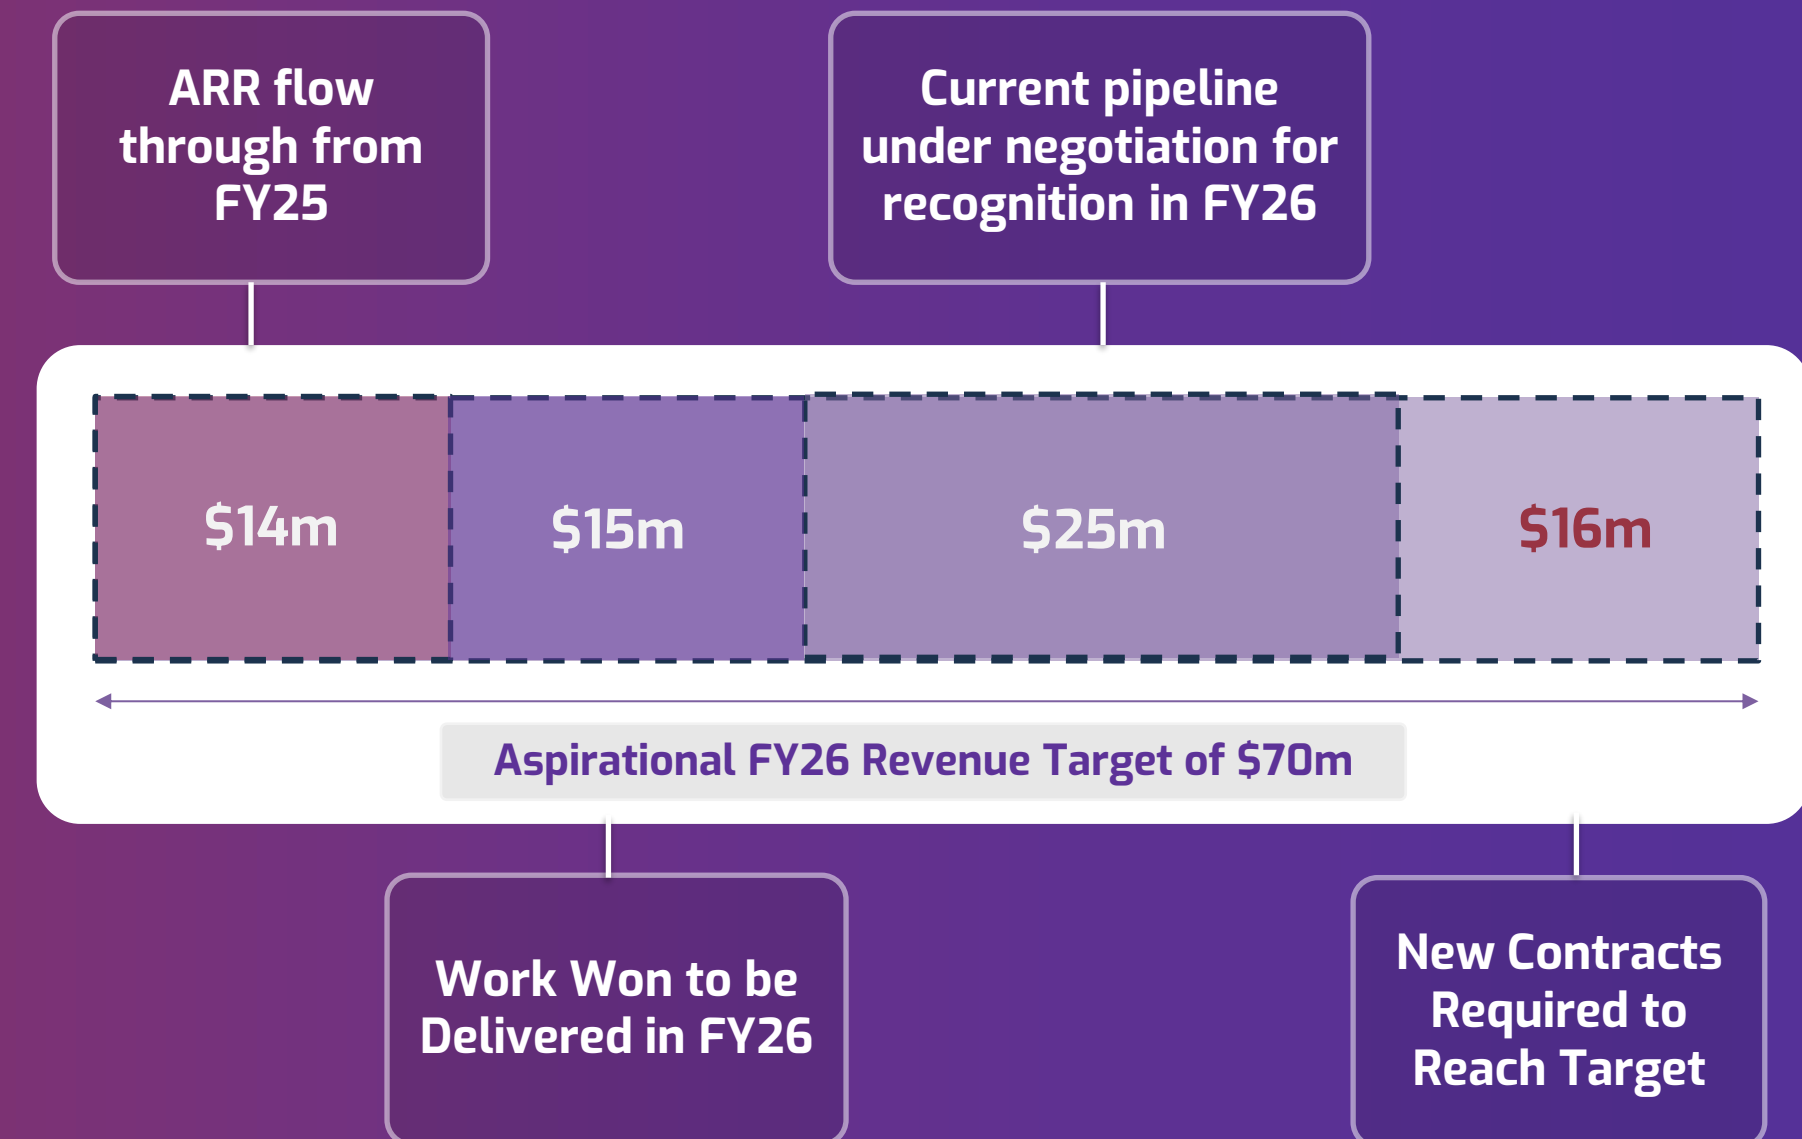 ARR flow
through from
FY25
Current pipeline
under negotiation for
recognition in FY26
$14m
$15m
$25m
$16m
Aspirational FY26 Revenue Target of $70m
Work Won to be
Delivered in FY26
New Contracts
Required to
Reach Target